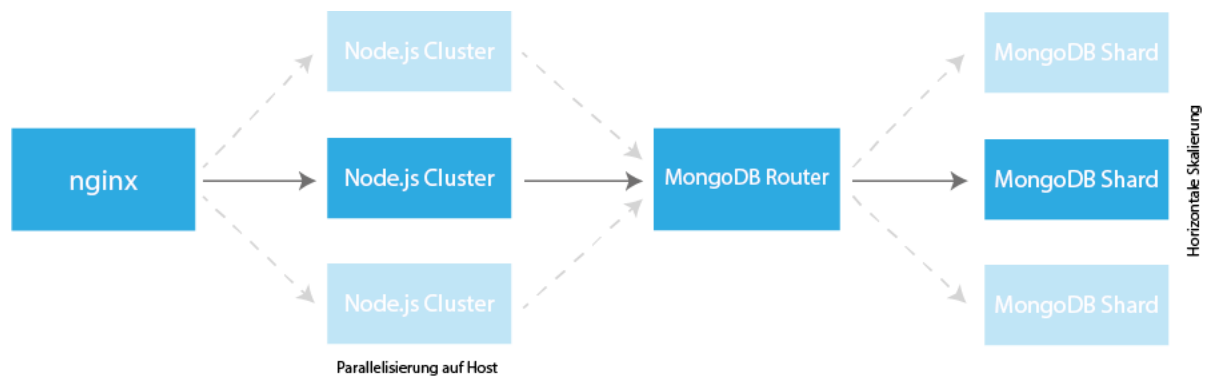 nginx
Node.js Cluster
Node.js Cluster
Node.js Cluster
Parallelisierung auf Host
MongoDB Router
MongoDB Shard
MongoDB Shard
MongoDB Shard
Horizontale Skalierung